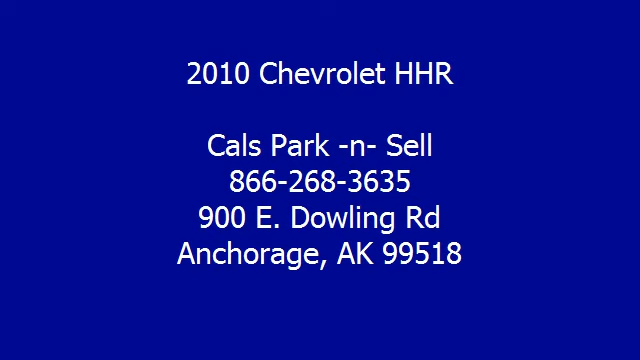 2010 Chevrolet HHR
Cals Park -n- Sell
866-268-3635
900 E. Dowling Rd
Anchorage, AK 99518